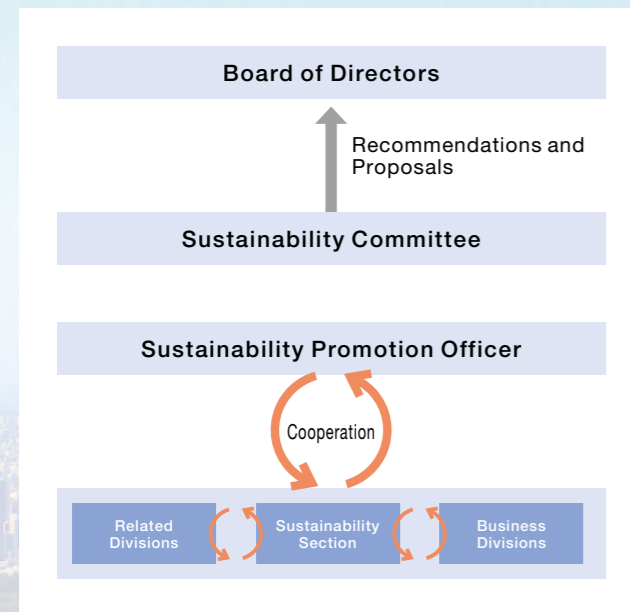 Board of Directors
Recommendations and
Proposals
Sustainability Committee
Sustainability Promotion Officer
Cooperation
Related
Divisions
Sustainability
Section
Business
Divisions